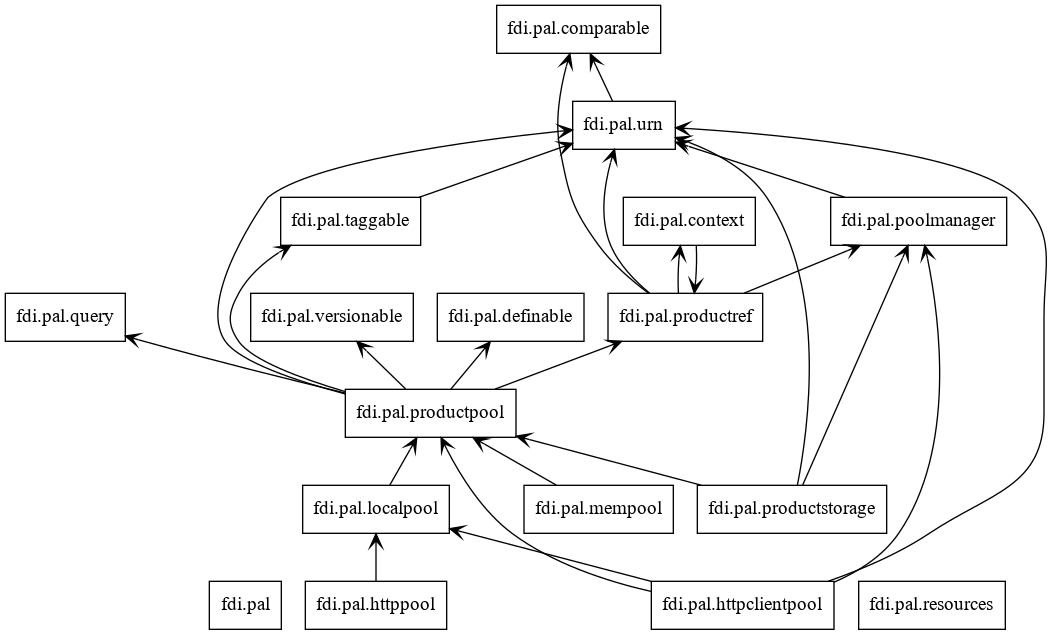 fdi.pal.comparable
fdi.pal.urn
fdi.pal.taggable
fdi.pal.context
fdi.pal.poolmanager
fdi.pal.query
fdi.pal.versionable
fdi.pal.definable
fdi.pal.productref
fdi.pal.productpool
fdi.pal.localpool
fdi.pal.mempool
fdi.pal.productstorage
fdi.pal
fdi.pal.httppool
fdi.pal.httpclientpool
fdi.pal.resources